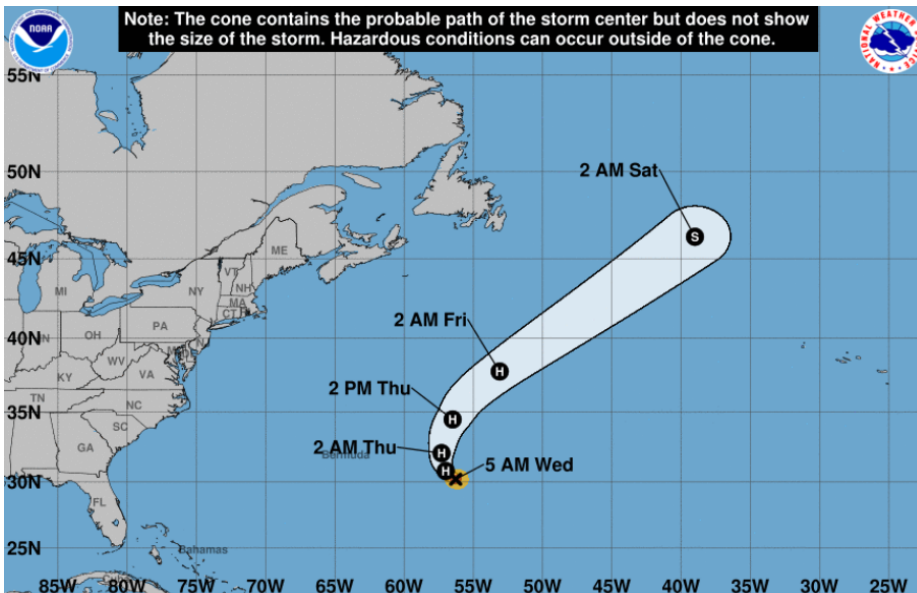 Note: The cone contains the probable path of the storm center but does not show
the size of the storm. Hazardous conditions can occur outside of the cone.
NOAA
55N
50N
2 AM Sat
S
45N
ME
VT
NH
MI
NY
MA
CT
2 AM Fri
40N
PA
OH
H
WV
KY
VA
2 PM Thu
TN
NC
35N
H
SC
GA
2 AM Thu
Bermuda
H
5 AM Wed
H
30N
FL
25N
Bahamas
85W 80W 75W 70W 65W 60W 55W 50W 45W 40W 35W 30W 25W